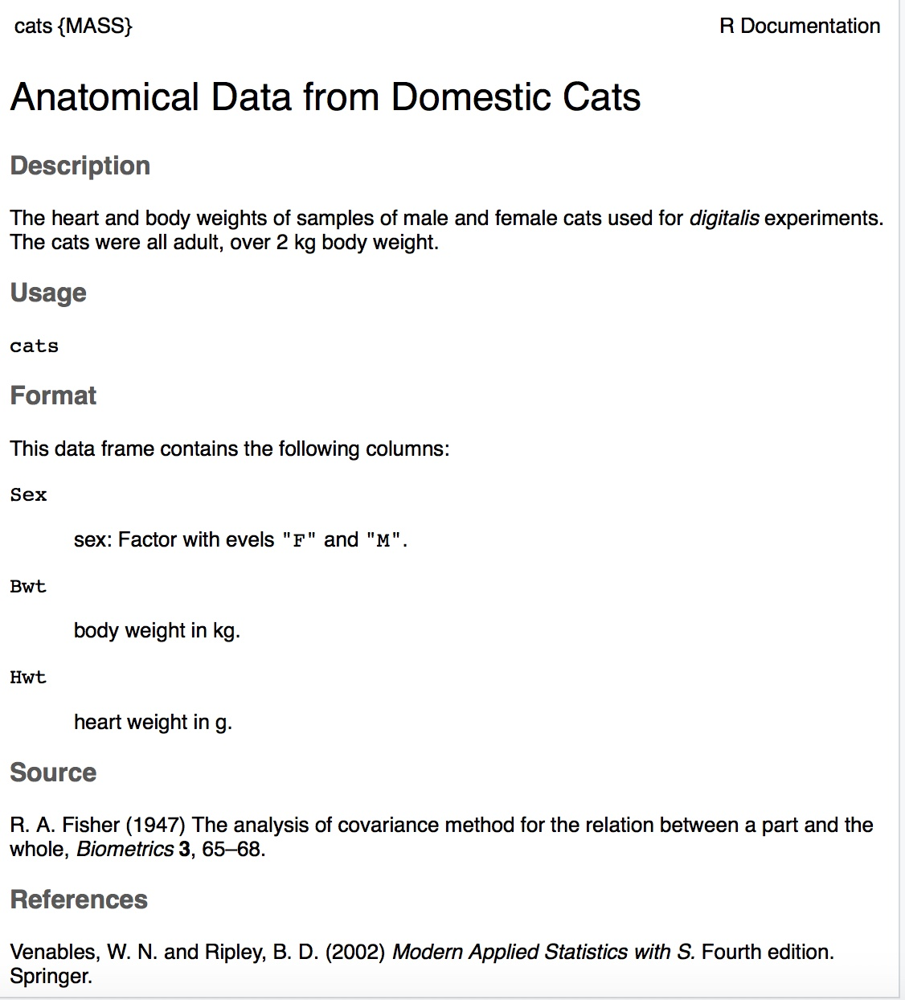 cats {MASS} R Documentation
Anatomical Data from Domestic Cats
Description
The heart and body weights of samples of male and female cats used for digitalis experiments.
The cats were all adult, over 2 kg body weight.
Usage
cats
Format
This data frame contains the following columns:
Sex
sex: Factor with evels "F" and "M".
Bwt
body weight in kg.
Hwt
heart weight in g.
Source
R. A. Fisher (1947) The analysis of covariance method for the relation between a part and the
whole, Biometrics 3, 65–68.
References
Venables, W. N. and Ripley, B. D. (2002) Modern Applied Statistics with S. Fourth edition.
Springer.